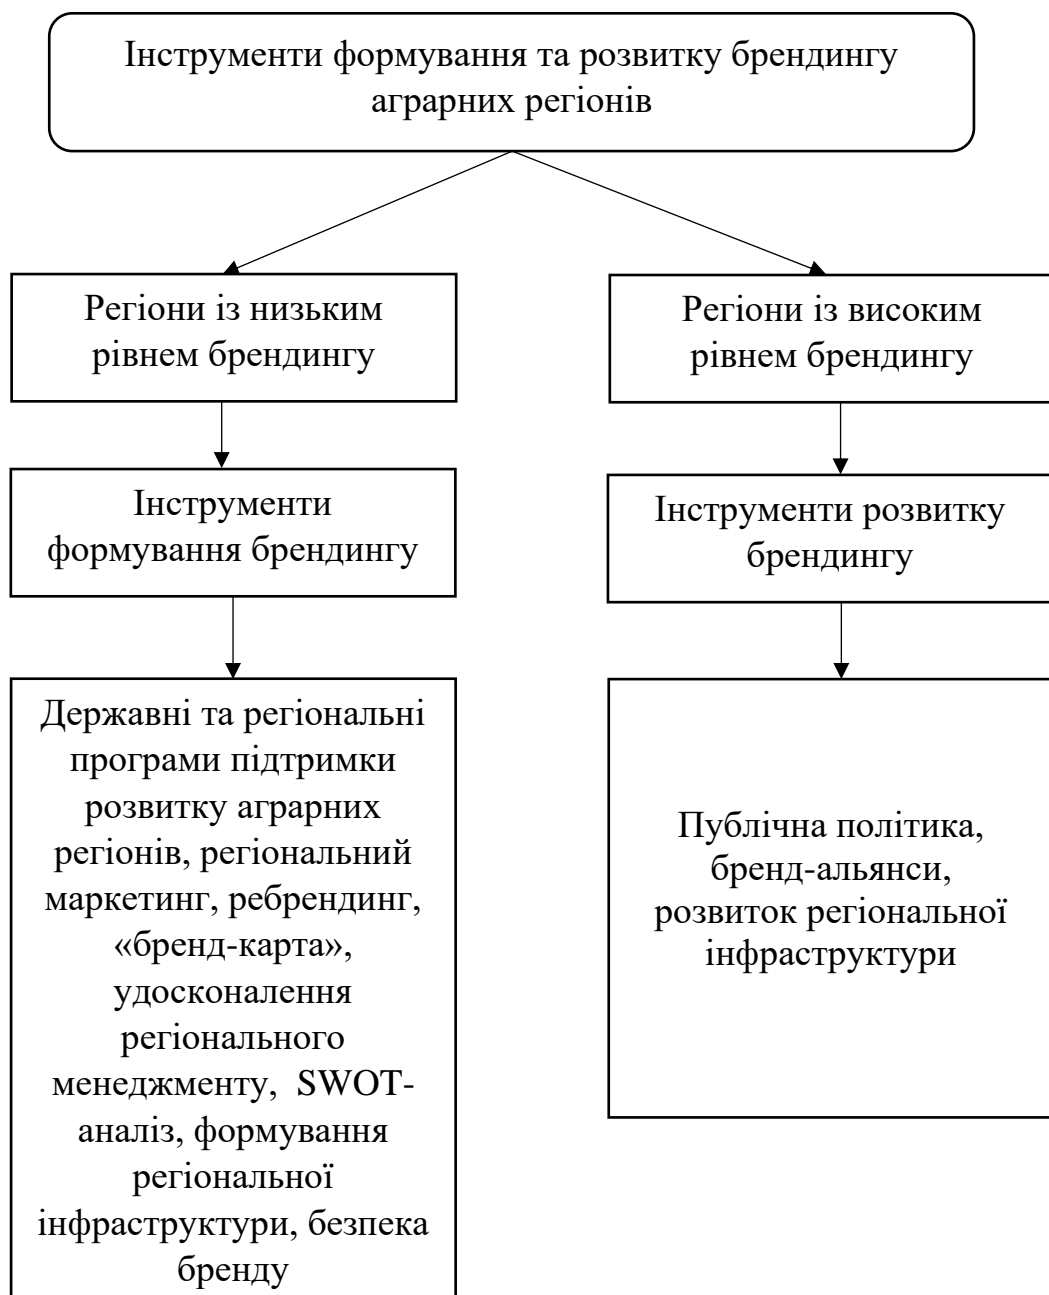 Інструменти формування та розвитку брендингу
аграрних регіонів
Регіони із низьким
рівнем брендингу
Регіони із високим
рівнем брендингу
Інструменти
формування брендингу
Інструменти розвитку
брендингу
Державні та регіональні
програми підтримки
розвитку аграрних
регіонів, регіональний
маркетинг, ребрендинг,
«бренд-карта»,
удосконалення
регіонального
менеджменту,  SWOT-
аналіз, формування
регіональної
інфраструктури, безпека
бренду
Публічна політика,
бренд-альянси,
розвиток регіональної
інфраструктури